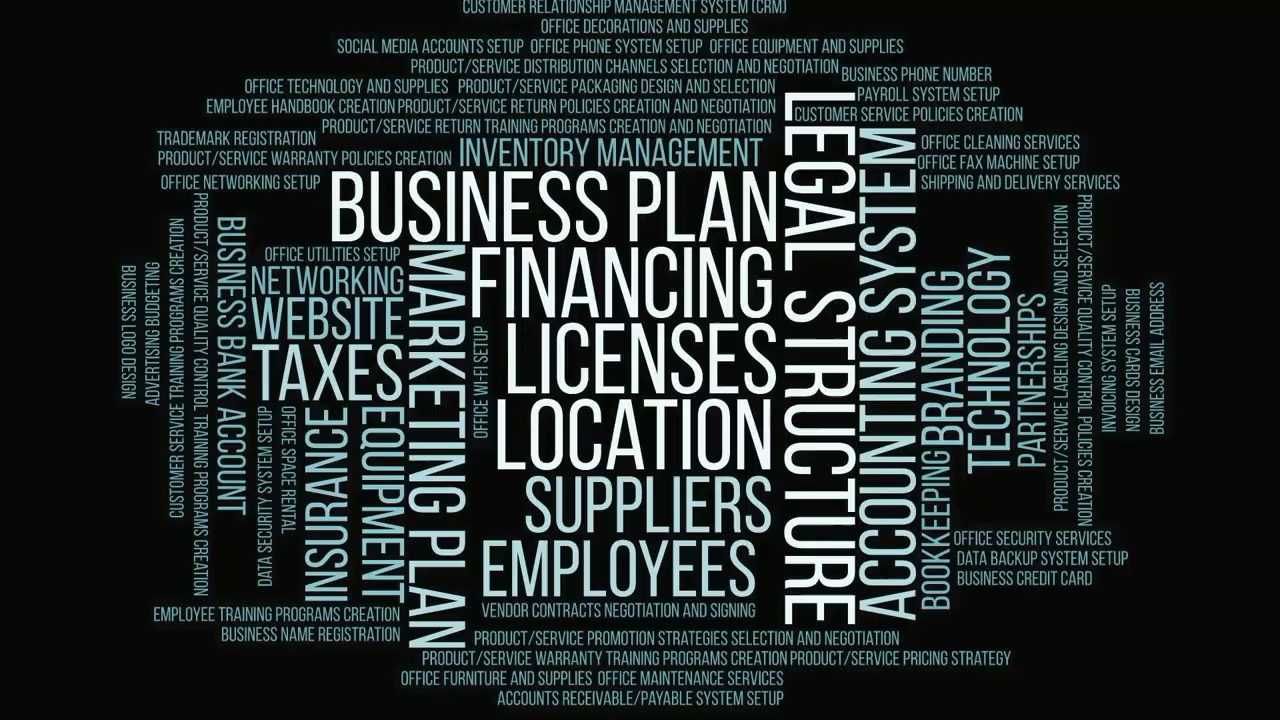 CUSTOMER RELATIONSHIP MANAGEMENT SYSTEM (CRM)
OFFICE DECORATIONS AND SUPPLIES
SOCIAL MEDIA ACCOUNTS SETUP
OFFICE PHONE SYSTEM SETUP
OFFICE EQUIPMENT AND SUPPLIES
PRODUCT/SERVICE DISTRIBUTION CHANNELS SELECTION AND NEGOTIATION
BUSINESS PHONE NUMBER
OFFICE TECHNOLOGY AND SUPPLIES
PRODUCT/SERVICE PACKAGING DESIGN AND SELECTION
PAYROLL SYSTEM SETUP
EMPLOYEE HANDBOOK CREATION
PRODUCT/SERVICE RETURN POLICIES CREATION AND NEGOTIATION
CUSTOMER SERVICE POLICIES CREATION
PRODUCT/SERVICE RETURN TRAINING PROGRAMS CREATION AND NEGOTIATION
TRADEMARK REGISTRATION
OFFICE CLEANING SERVICES
PRODUCT/SERVICE WARRANTY POLICIES CREATION
INVENTORY MANAGEMENT
OFFICE FAX MACHINE SETUP
OFFICE NETWORKING SETUP
SHIPPING AND DELIVERY SERVICES
BUSINESS PLAN
LEGAL STRUCTURE
ACCOUNTING SYSTEM
OFFICE UTILITIES SETUP
NETWORKING
FINANCING
WEBSITE
LICENSES
TAXES
LOCATION
SUPPLIERS
EMPLOYEES
MARKETING PLAN
OFFICE WI-FI SETUP
BUSINESS LOGO DESIGN
ADVERTISING BUDGETING
CUSTOMER SERVICE TRAINING PROGRAMS CREATION
PRODUCT/SERVICE QUALITY CONTROL TRAINING PROGRAMS CREATION
BUSINESS BANK ACCOUNT
DATA SECURITY SYSTEM SETUP
OFFICE SPACE RENTAL
INSURANCE
EQUIPMENT
BOOKKEEPING
BRANDING
TECHNOLOGY
PARTNERSHIPS
PRODUCT/SERVICE LABELING DESIGN AND SELECTION
PRODUCT/SERVICE QUALITY CONTROL POLICIES CREATION
INVOICING SYSTEM SETUP
BUSINESS CARDS DESIGN
BUSINESS EMAIL ADDRESS
OFFICE SECURITY SERVICES
DATA BACKUP SYSTEM SETUP
BUSINESS CREDIT CARD
EMPLOYEE TRAINING PROGRAMS CREATION
VENDOR CONTRACTS NEGOTIATION AND SIGNING
BUSINESS NAME REGISTRATION
PRODUCT/SERVICE PROMOTION STRATEGIES SELECTION AND NEGOTIATION
PRODUCT/SERVICE WARRANTY TRAINING PROGRAMS CREATION
PRODUCT/SERVICE PRICING STRATEGY
OFFICE FURNITURE AND SUPPLIES
OFFICE MAINTENANCE SERVICES
ACCOUNTS RECEIVABLE/PAYABLE SYSTEM SETUP